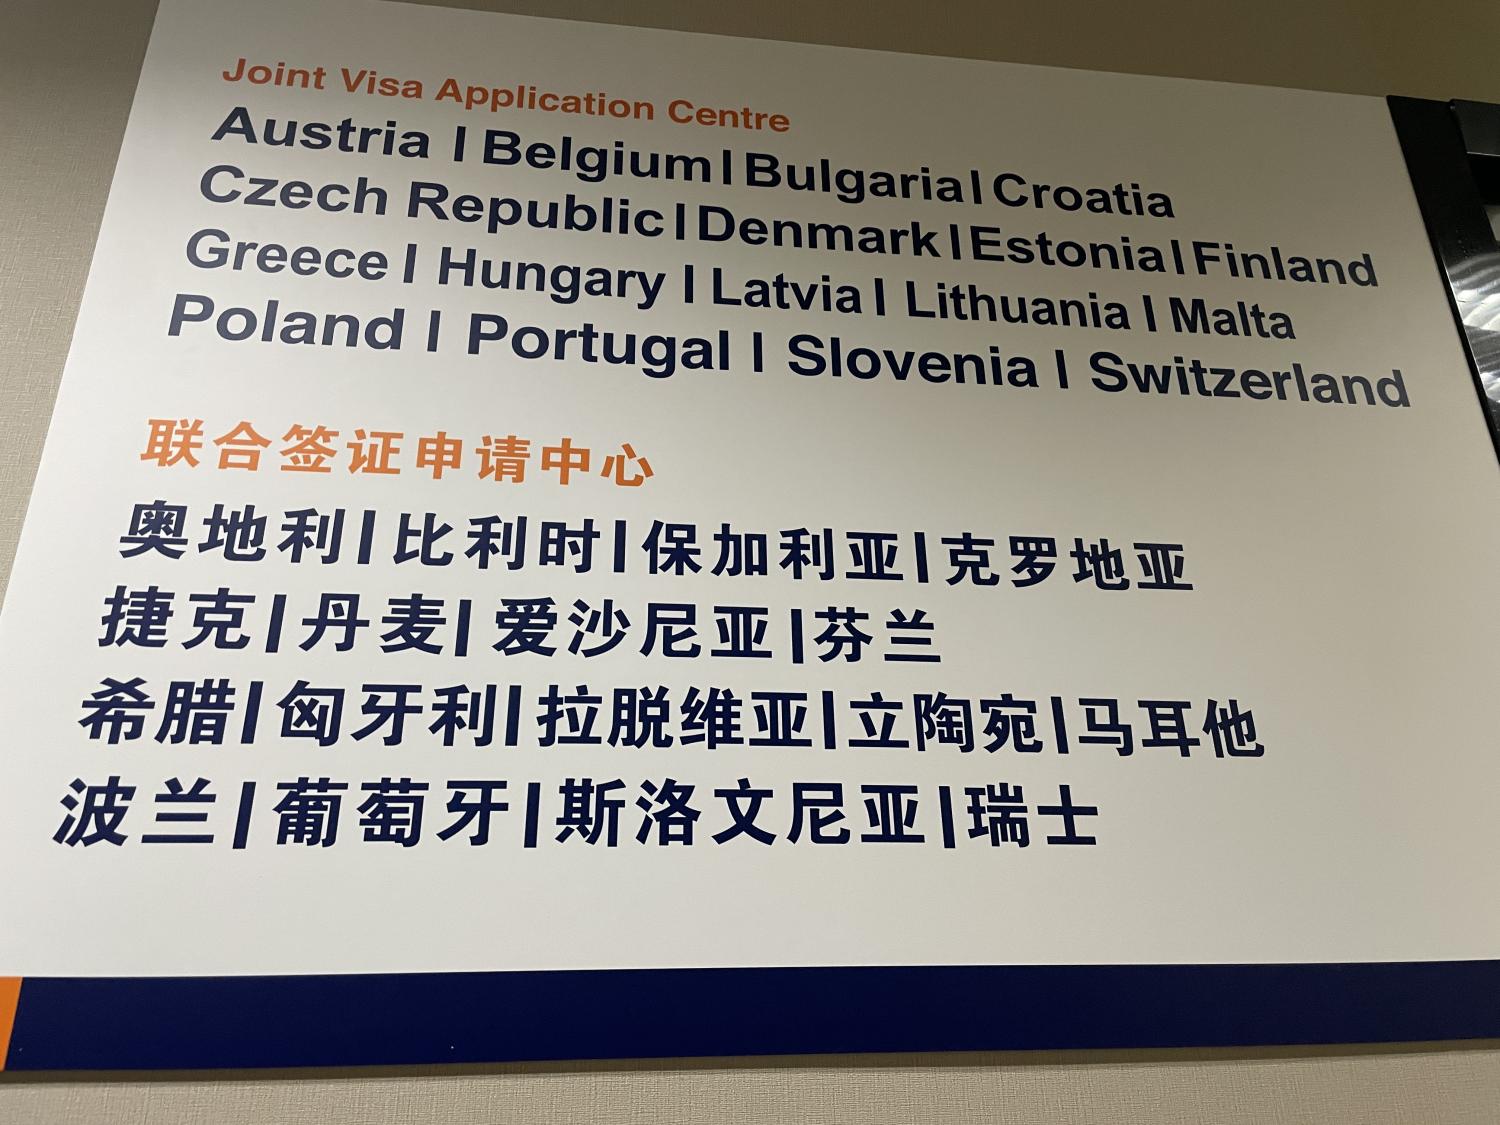 Joint Visa Application Centre
Austria | Belgium | Bulgaria | Croatia
Czech Republic | Denmark | Estonia | Finland
Greece | Hungary | Latvia | Lithuania | Malta
Poland | Portugal | Slovenia | Switzerland
联合签证申请中心
奥地利|比利时|保加利亚|克罗地亚
捷克|丹麦|爱沙尼亚|芬兰
希腊|匈牙利|拉脱维亚|立陶宛|马耳他
波兰|葡萄牙|斯洛文尼亚|瑞士